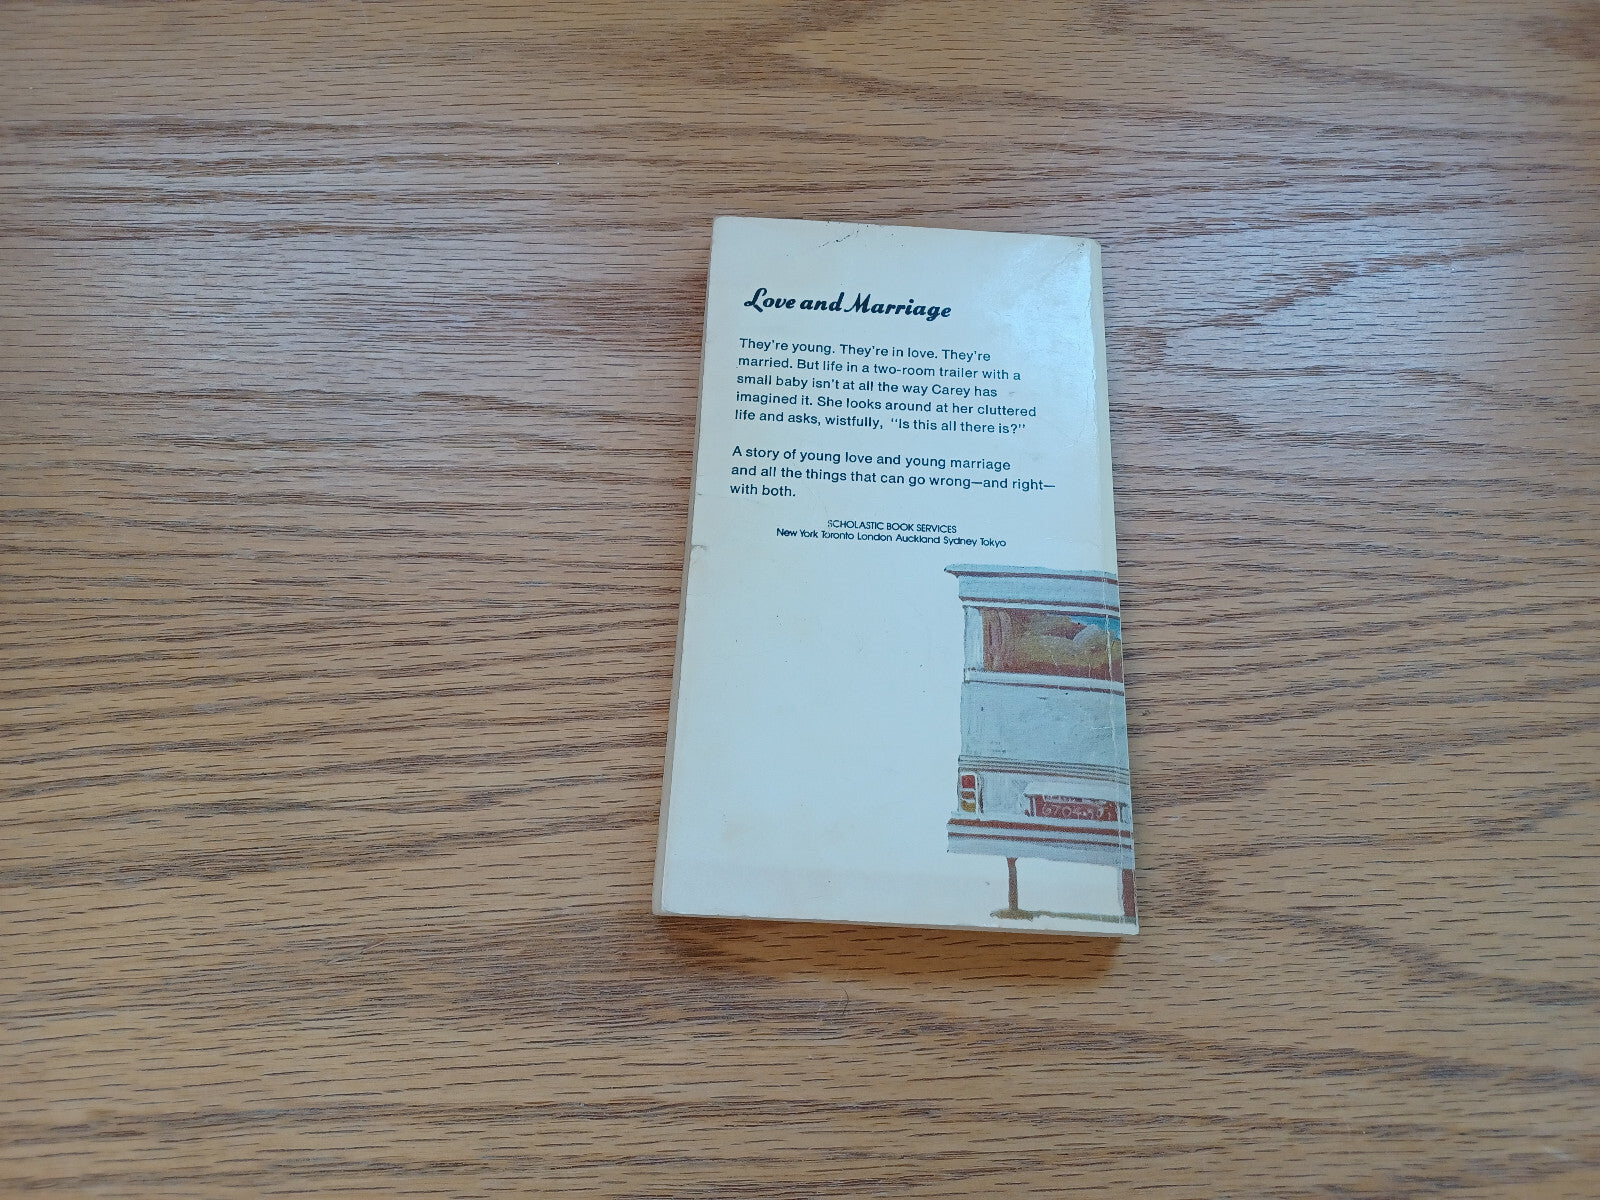 Love and Marriage
They're young. They're in love. They're
married. But life in a two-room trailer with a
small baby isn't at all the way Carey has
imagined it. She looks around at her cluttered
life and asks, wistfully, "Is this all there is?"
A story of young love and young marriage
and all the things that can go wrong—and right—
with both.
SCHOLASTIC BOOK SERVICES
New York Toronto London Auckland Sydney Tokyo